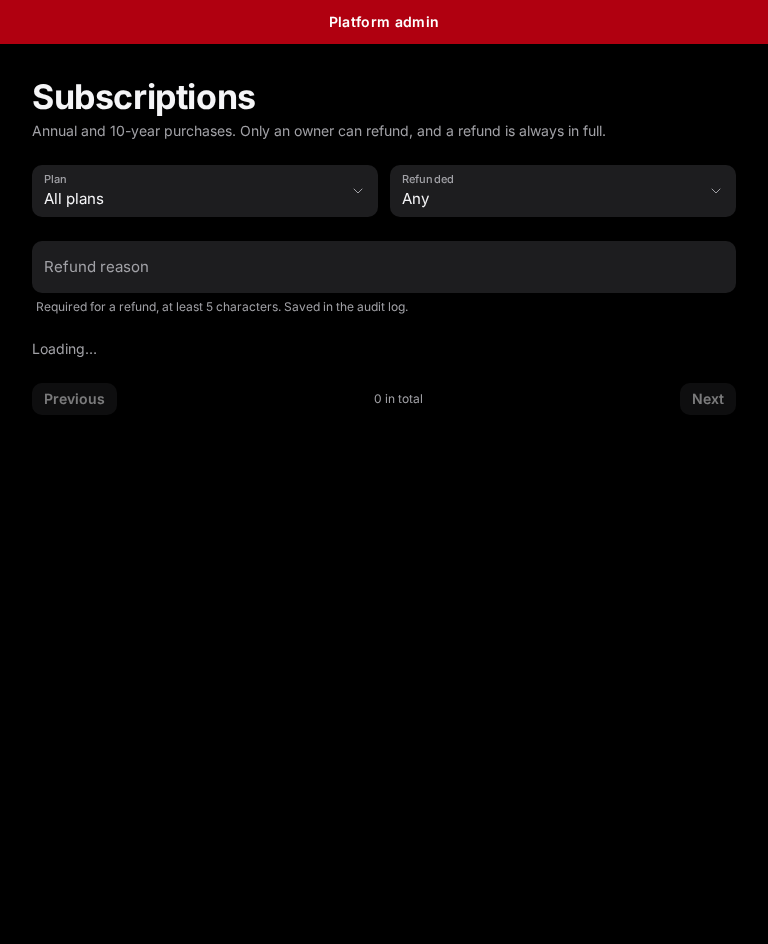 Platform admin
Subscriptions
Annual and 10-year purchases. Only an owner can refund, and a refund is always in full.
Plan
All plans
Refunded
Any
Refund reason
Required for a refund, at least 5 characters. Saved in the audit log.
Loading…
Previous
0 in total
Next